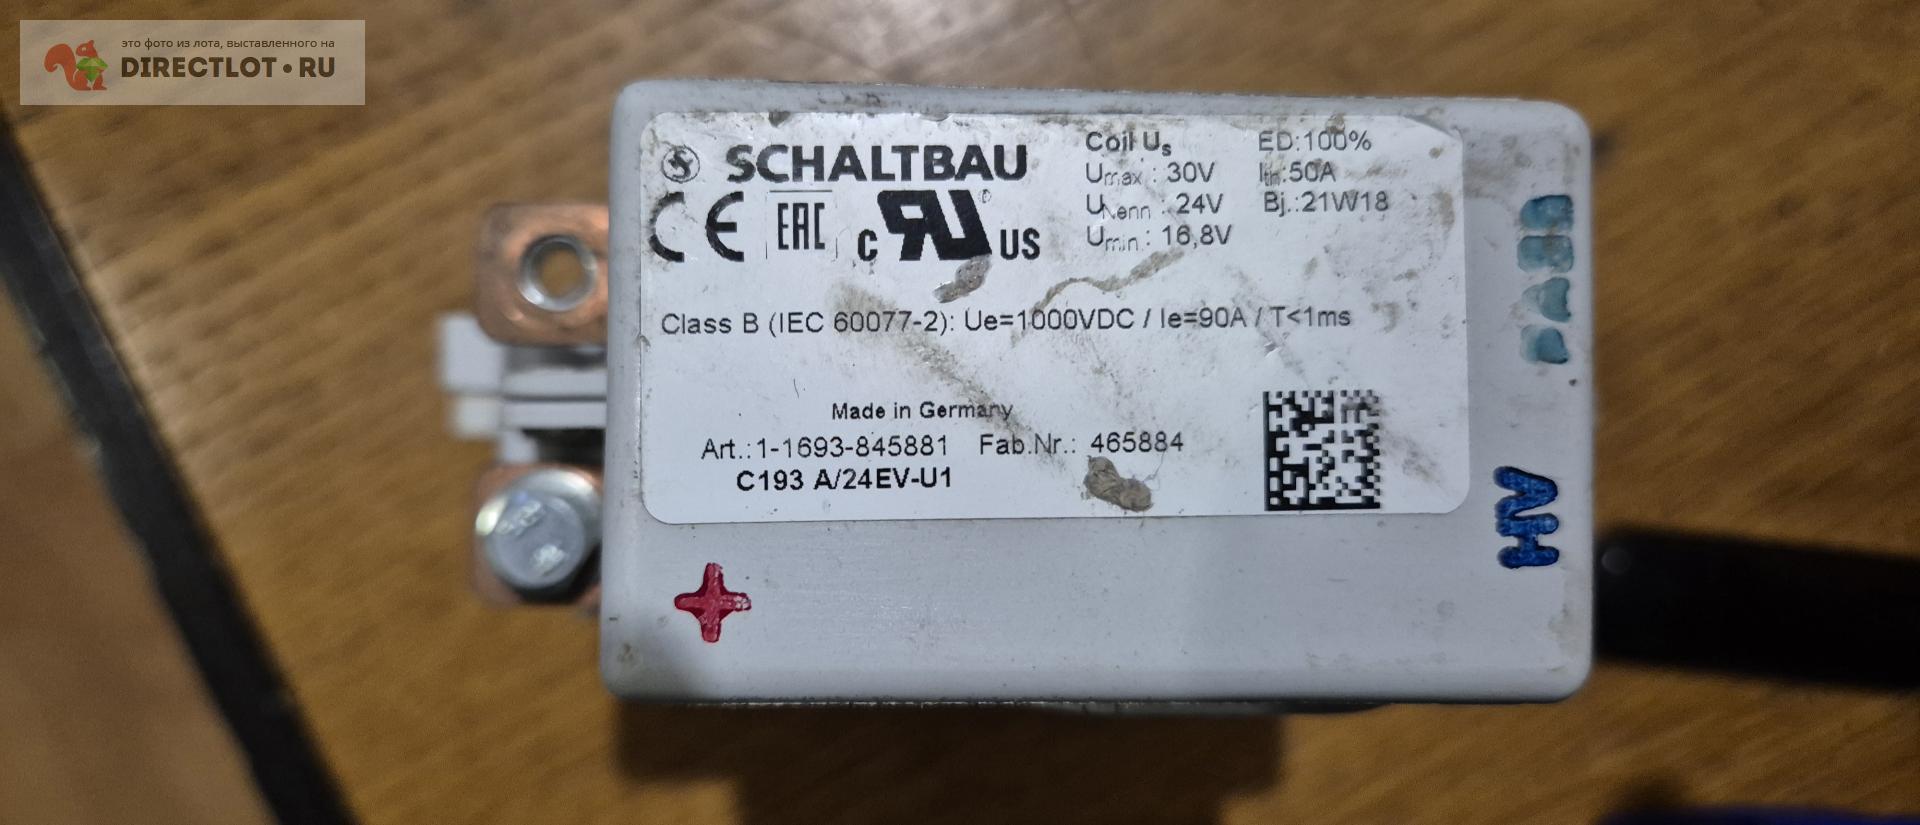 это фото из лота, выставленного на
DIRECTLOT•RU
SCHALTBAU
CE EAC c RU ® US
Coil Us
Umax : 30V
UNenn : 24V
Umin.: 16,8V
ED:100%
Ith:50A
Bj.:21W18
Class B (IEC 60077-2): Ue=1000VDC / Ie=90A / T<1ms
Made in Germany
Art.:1-1693-845881 Fab.Nr.: 465884
C193 A/24EV-U1
+